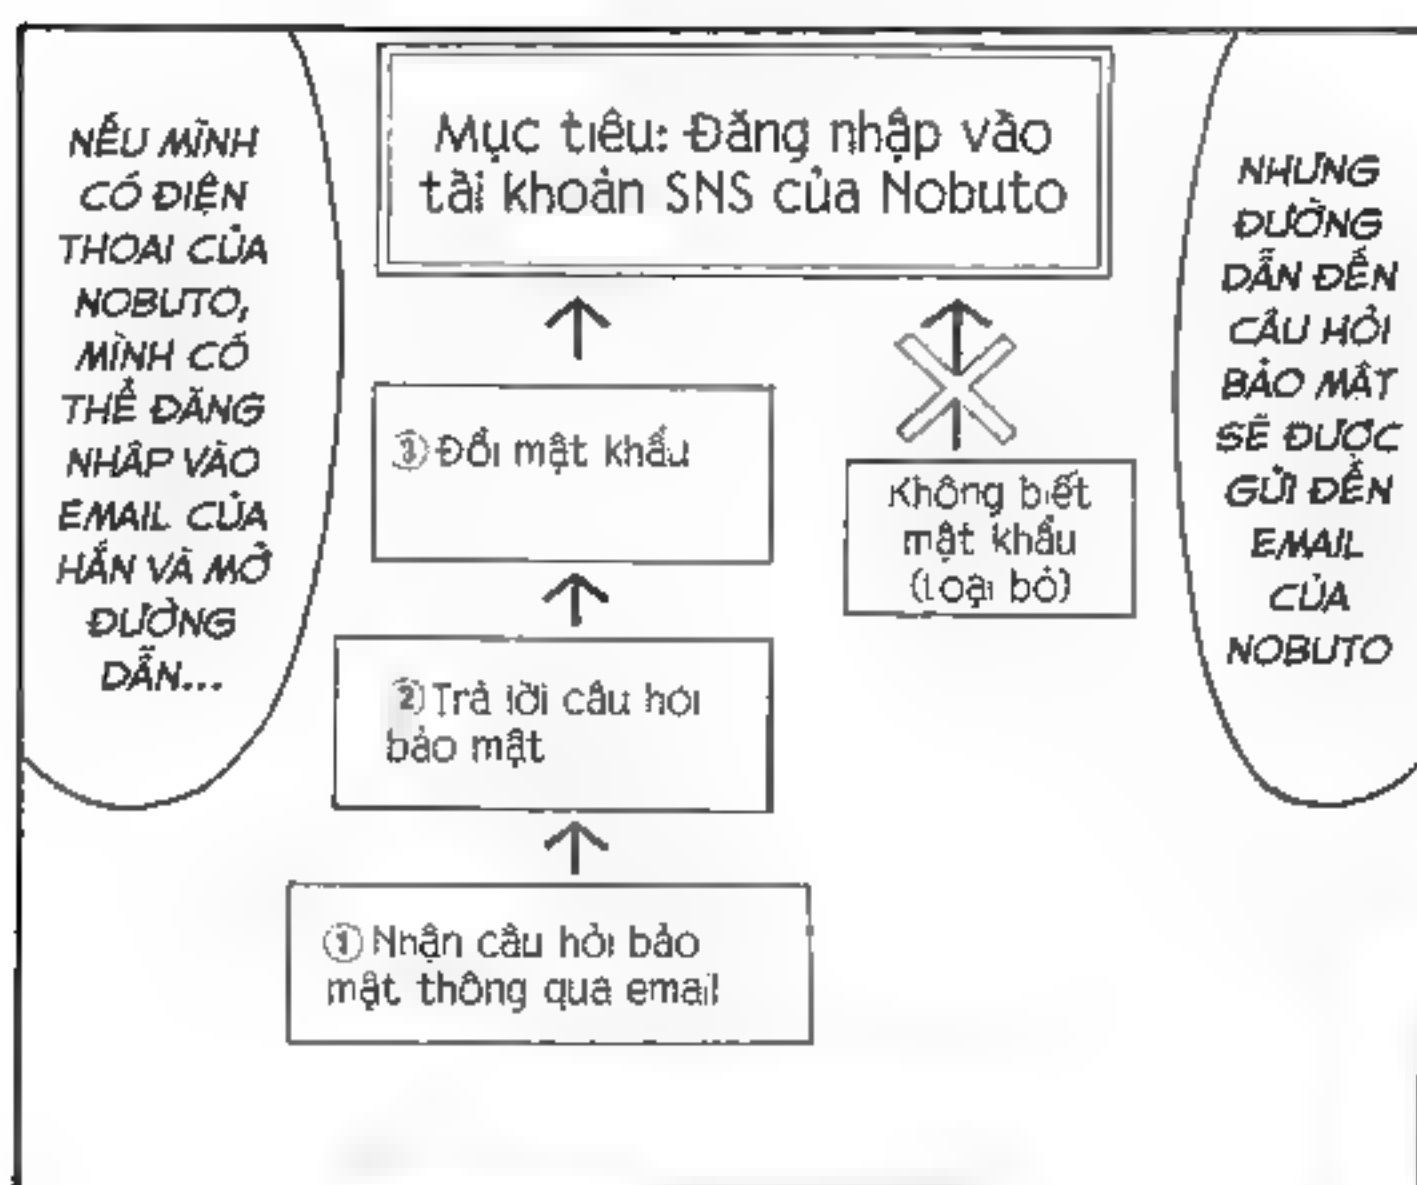 NHƯNG
ĐƯỜNG
DẪN ĐẾN
CÂU HỎI
BẢO MẬT
SẼ ĐƯỢC
GỬI ĐẾN
EMAIL
CỦA
NOBUTO
Mục tiêu: Đăng nhập vào
tài khoản SNS của Nobuto
Không biết
mật khẩu
(Loại bỏ)
③ Đổi mật khẩu
② Trả lời câu hỏi
bảo mật
① Nhận câu hỏi bảo
mật thông qua email
NẾU MÌNH
CÓ ĐIỆN
THOẠI CỦA
NOBUTO,
MÌNH CÓ
THỂ ĐĂNG
NHẬP VÀO
EMAIL CỦA
HẮN VÀ MỞ
ĐƯỜNG
DẪN...